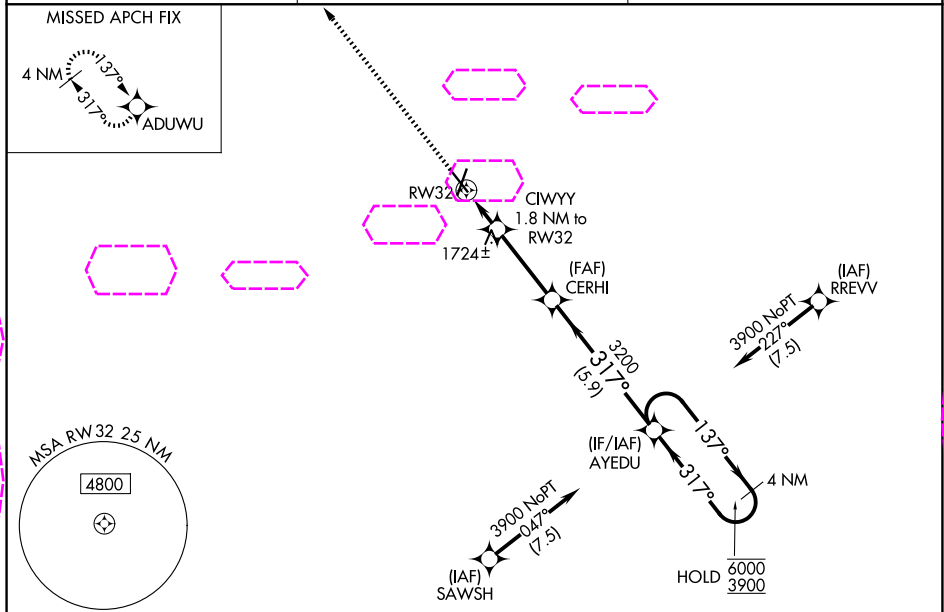 MISSED APCH FIX
4 NM
137°
317°
ADUWU
RW32
CIWYY
1.8 NM to
RW32
1724±
(FAF)
CERHI
(IAF)
RREVV
3900 NoPT
227°
(7.5)
3200
317°
(5.9)
(IF/IAF)
AYEDU
137°
317°
4 NM
MSA RW32 25 NM
4800
3900 NoPT
047°
(7.5)
(IAF)
SAWSH
HOLD
6000
3900